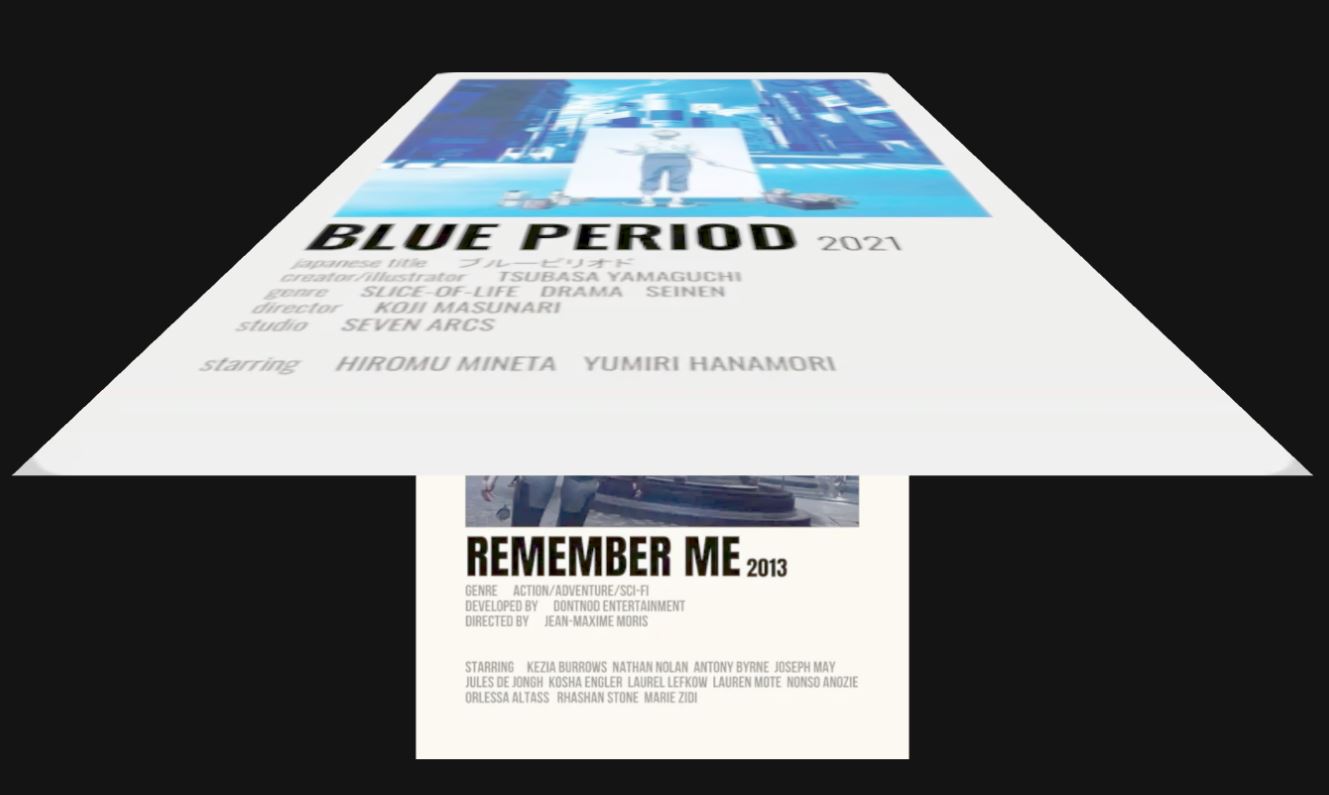 BLUE PERIOD 2021
japanese title ブルーピリオド
creator/illustrator TSUBASA YAMAGUCHI
genre SLICE-OF-LIFE DRAMA SEINEN
director KOJI MASUNARI
studio SEVEN ARCS
starring HIROMU MINETA YUMIRI HANAMORI
REMEMBER ME 2013
GENRE ACTION/ADVENTURE/SCI-FI
DEVELOPED BY DONTNOD ENTERTAINMENT
DIRECTED BY JEAN-MAXIME MORIS
STARRING KEZIA BURROWS NATHAN NOLAN ANTONY BYRNE JOSEPH MAY
JULES DE JONGH KOSHA ENGLER LAUREL LEFKOW LAUREN MOTE NONSO ANOZIE
ORLESSA ALTASS RHASHAN STONE MARIE ZIDI